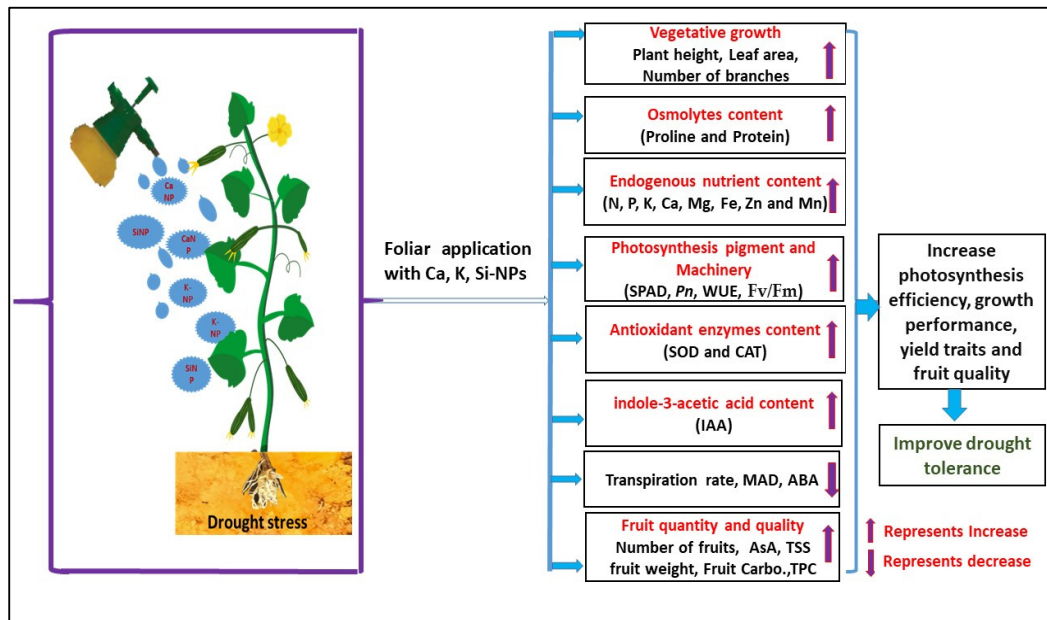 Ca
NP
SiNP
CaN
P
K-
NP
K-
NP
SiN
P
Drought stress
Foliar application
with Ca, K, Si-NPs
Vegetative growth
Plant height, Leaf area,
Number of branches
Osmolytes content
(Proline and Protein)
Endogenous nutrient content
(N, P, K, Ca, Mg, Fe, Zn and Mn)
Photosynthesis pigment and
Machinery
(SPAD, Pn, WUE, Fv/Fm)
Antioxidant enzymes content
(SOD and CAT)
indole-3-acetic acid content
(IAA)
Transpiration rate, MAD, ABA
Fruit quantity and quality
Number of fruits, AsA, TSS
fruit weight, Fruit Carbo.,TPC
Increase
photosynthesis
efficiency, growth
performance,
yield traits and
fruit quality
Improve drought
tolerance
Represents Increase
Represents decrease